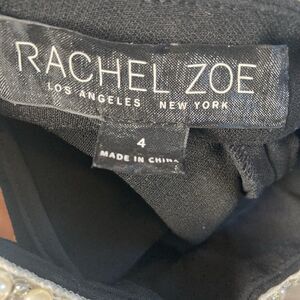 RACHEL ZOE
LOS ANGELES NEW YORK
4
MADE IN CHINA